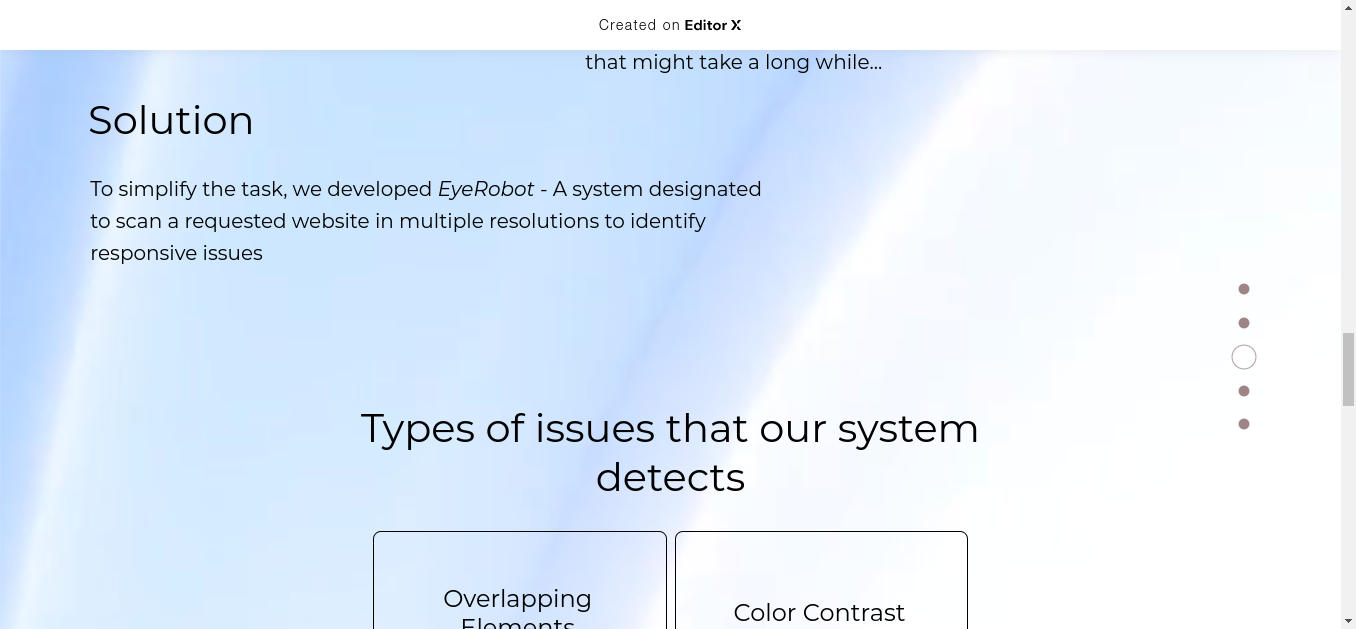 Created on Editor X
that might take a long while...
Solution
To simplify the task, we developed EyeRobot - A system designated
to scan a requested website in multiple resolutions to identify
responsive issues
Types of issues that our system
detects
Overlapping
Elements
Color Contrast